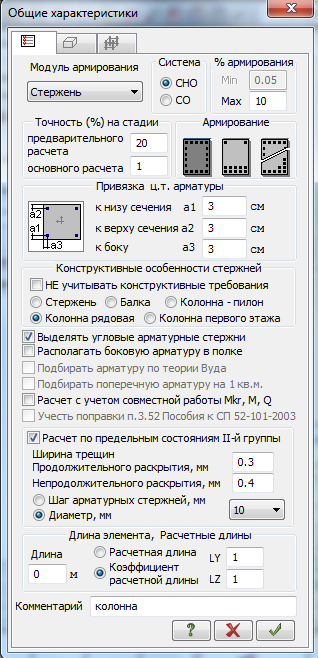 Общие характеристики
Модуль армирования
Стержень
Система
СНО
СО
% армирования
Min 0.05
Max 10
Точность (%) на стадии
предварительного расчета 20
основного расчета 1
Армирование
Привязка ц.т. арматуры
a2
a1
a3
к низу сечения a1 3 см
к верху сечения a2 3 см
к боку a3 3 см
Конструктивные особенности стержней
НЕ учитывать конструктивные требования
Стержень Балка Колонна - пилон
Колонна рядовая Колонна первого этажа
Выделять угловые арматурные стержни
Располагать боковую арматуру в полке
Подбирать арматуру по теории Вуда
Подбирать поперечную арматуру на 1 кв.м.
Расчет с учетом совместной работы Mkr, M, Q
Учесть поправки п.3.52 Пособия к СП 52-101-2003
Расчет по предельным состояниям II-й группы
Ширина трещин
Продолжительного раскрытия, мм 0.3
Непродолжительного раскрытия, мм 0.4
Шаг арматурных стержней, мм
Диаметр, мм
10
Длина элемента, Расчетные длины
Длина
0 м
Расчетная длина
Коэффициент расчетной длины
LY 1
LZ 1
Комментарий колонна
?